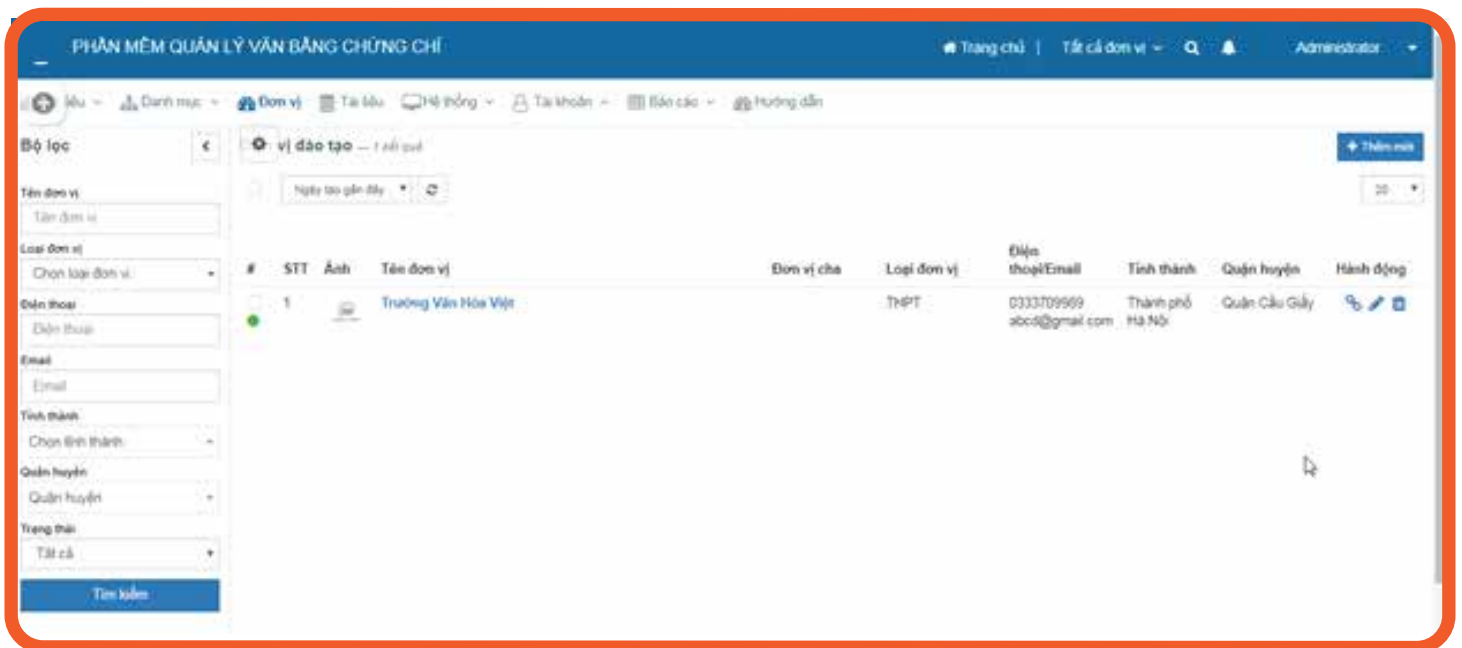 PHẦN MỀM QUẢN LÝ VĂN BẰNG CHỨNG CHỈ
Trang chủ | Tất cả đơn vị Administrator
liệu Danh mục Đơn vị Tài liệu Hệ thống Tài khoản Báo cáo Hướng dẫn
Bộ lọc
vị đào tạo – 1 kết quả
+ Thêm mới
Ngày tạo gần đây
20
Tên đơn vị
Tên đơn vị
Loại đơn vị
Chọn loại đơn vị
Điện thoại
Điện thoại
Email
Email
Tỉnh thành
Chọn tỉnh thành
Quận huyện
Quận huyện
Trạng thái
Tất cả
Tìm kiếm
# STT Ảnh Tên đơn vị Đơn vị cha Loại đơn vị Điện thoại/Email Tỉnh thành Quận huyện Hành động
1 Trường Văn Hóa Việt THPT 0333709969 Thành phố Quận Cầu Giấy
abcd@gmail.com Hà Nội